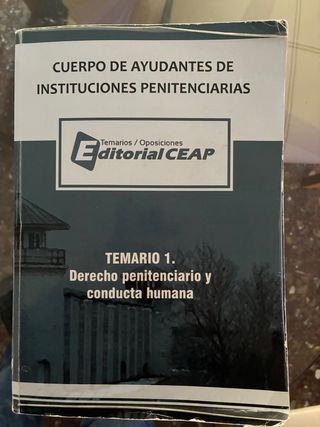 CUERPO DE AYUDANTES DE
INSTITUCIONES PENITENCIARIAS
Temarios / Oposiciones
Editorial CEAP
TEMARIO 1.
Derecho penitenciario y
conducta humana